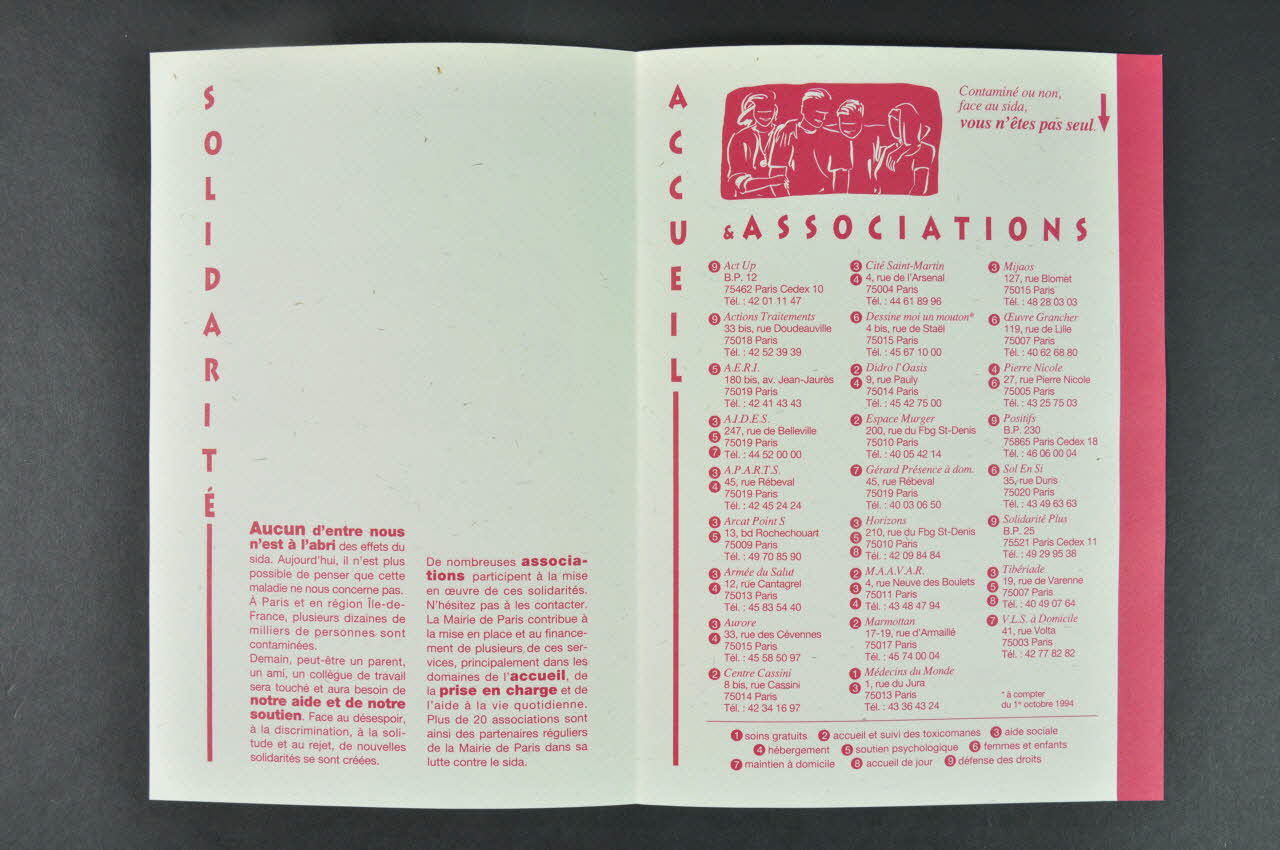 SOLIDARITÉ
Aucun d'entre nous
n'est à l'abri des effets du
sida. Aujourd'hui, il n'est plus
possible de penser que cette
maladie ne nous concerne pas.
À Paris et en région Île-de-
France, plusieurs dizaines de
milliers de personnes sont
contaminées.
Demain, peut-être un parent,
un ami, un collègue de travail
sera touché et aura besoin de
notre aide et de notre
soutien. Face au désespoir,
à la discrimination, à la soli-
tude et au rejet, de nouvelles
solidarités se sont créées.
De nombreuses associa-
tions participent à la mise
en œuvre de ces solidarités.
N'hésitez pas à les contacter.
La Mairie de Paris contribue à
la mise en place et au finance-
ment de plusieurs de ces ser-
vices, principalement dans les
domaines de l'accueil, de
la prise en charge et de
l'aide à la vie quotidienne.
Plus de 20 associations sont
ainsi des partenaires réguliers
de la Mairie de Paris dans sa
lutte contre le sida.
ACCUEIL
Contaminé ou non,
face au sida,
vous n'êtes pas seul.
& ASSOCIATIONS
9 Act Up
B.P. 12
75462 Paris Cedex 10
Tél. : 42 01 11 47
9 Actions Traitements
33 bis, rue Doudeauville
75018 Paris
Tél. : 42 52 39 39
5 A.E.R.I.
180 bis, av. Jean-Jaurès
75019 Paris
Tél. : 42 41 43 43
3 A.I.D.E.S.
5 247, rue de Belleville
75019 Paris
7 Tél. : 44 52 00 00
3 A.P.A.R.T.S.
4 45, rue Rébeval
75019 Paris
Tél. : 42 45 24 24
3 Arcat Point S
5 13, bd Rochechouart
75009 Paris
Tél. : 49 70 85 90
3 Armée du Salut
4 12, rue Cantagrel
75013 Paris
Tél. : 45 83 54 40
3 Aurore
4 33, rue des Cévennes
75015 Paris
Tél. : 45 58 50 97
2 Centre Cassini
8 bis, rue Cassini
75014 Paris
Tél. : 42 34 16 97
3 Cité Saint-Martin
4 4, rue de l'Arsenal
75004 Paris
Tél. : 44 61 89 96
6 Dessine moi un mouton*
4 bis, rue de Staël
75015 Paris
Tél. : 45 67 10 00
2 Didro l'Oasis
4 9, rue Pauly
75014 Paris
Tél. : 45 42 75 00
2 Espace Murger
200, rue du Fbg St-Denis
75010 Paris
Tél. : 40 05 42 14
7 Gérard Présence à dom.
45, rue Rébeval
75019 Paris
Tél. : 40 03 06 50
3 Horizons
5 210, rue du Fbg St-Denis
75010 Paris
8 Tél. : 42 09 84 84
2 M.A.A.V.A.R.
3 4, rue Neuve des Boulets
75011 Paris
4 Tél. : 43 48 47 94
2 Marmottan
17-19, rue d'Armaillé
75017 Paris
Tél. : 45 74 00 04
1 Médecins du Monde
3 1, rue du Jura
75013 Paris
Tél. : 43 36 43 24
3 Mijaos
127, rue Blomet
75015 Paris
Tél. : 48 28 03 03
6 Œuvre Grancher
119, rue de Lille
75007 Paris
Tél. : 40 62 68 80
4 Pierre Nicole
6 27, rue Pierre Nicole
75005 Paris
Tél. : 43 25 75 03
9 Positifs
B.P. 230
75865 Paris Cedex 18
Tél. : 46 06 00 04
6 Sol En Si
35, rue Duris
75020 Paris
Tél. : 43 49 63 63
9 Solidarité Plus
B.P. 25
75521 Paris Cedex 11
Tél. : 49 29 95 38
3 Tibériade
5 19, rue de Varenne
75007 Paris
8 Tél. : 40 49 07 64
7 V.L.S. à Domicile
41, rue Volta
75003 Paris
Tél. : 42 77 82 82
* à compter
du 1er octobre 1994
1 soins gratuits 2 accueil et suivi des toxicomanes 3 aide sociale
4 hébergement 5 soutien psychologique 6 femmes et enfants
7 maintien à domicile 8 accueil de jour 9 défense des droits